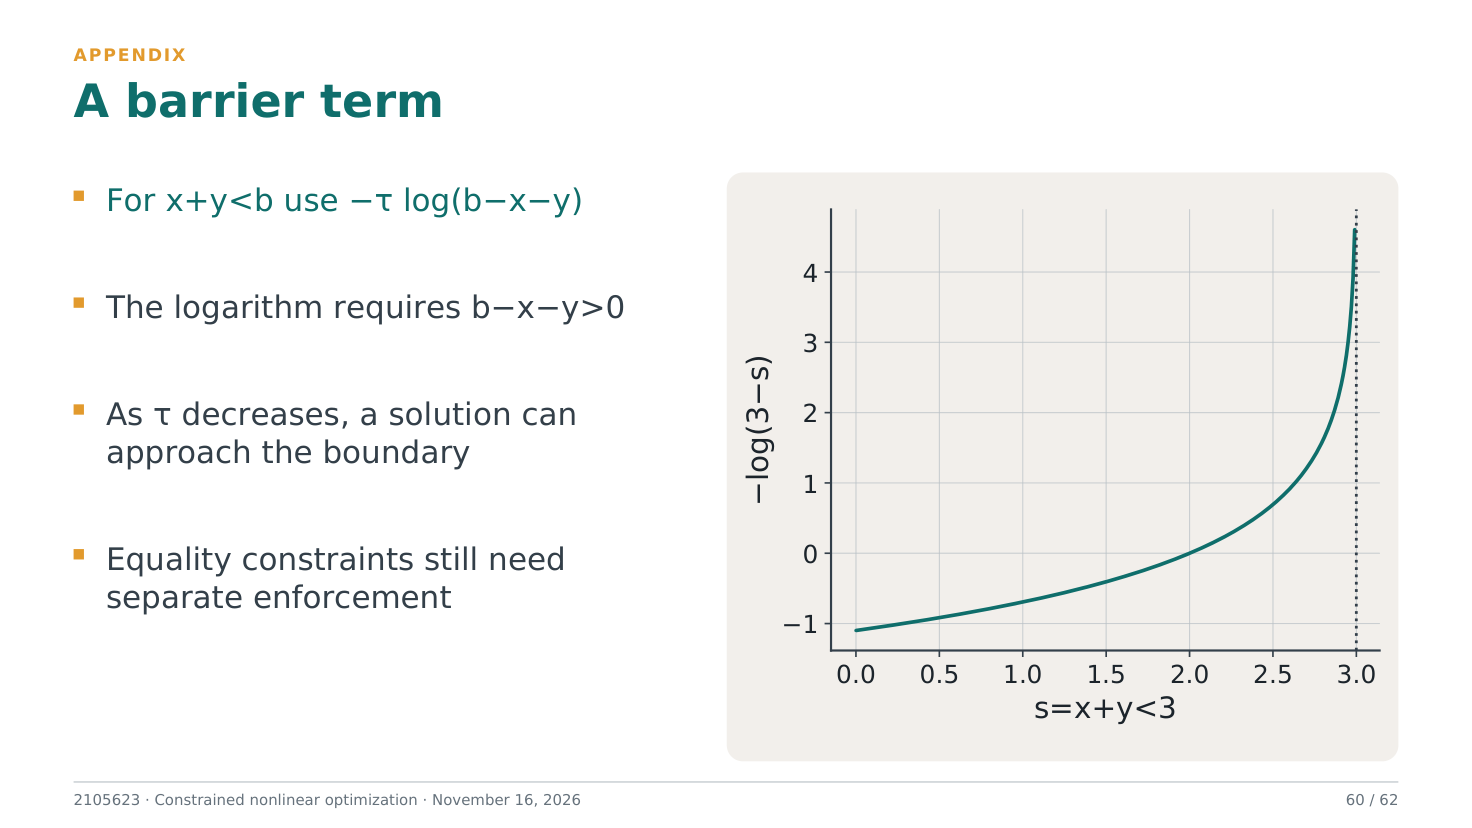 APPENDIX
A barrier term
For x+y<b use −τ log(b−x−y)
The logarithm requires b−x−y>0
As τ decreases, a solution can
approach the boundary
Equality constraints still need
separate enforcement
−log(3−s)
4
3
2
1
0
−1
0.0 0.5 1.0 1.5 2.0 2.5 3.0
s=x+y<3
2105623 · Constrained nonlinear optimization · November 16, 2026
60 / 62